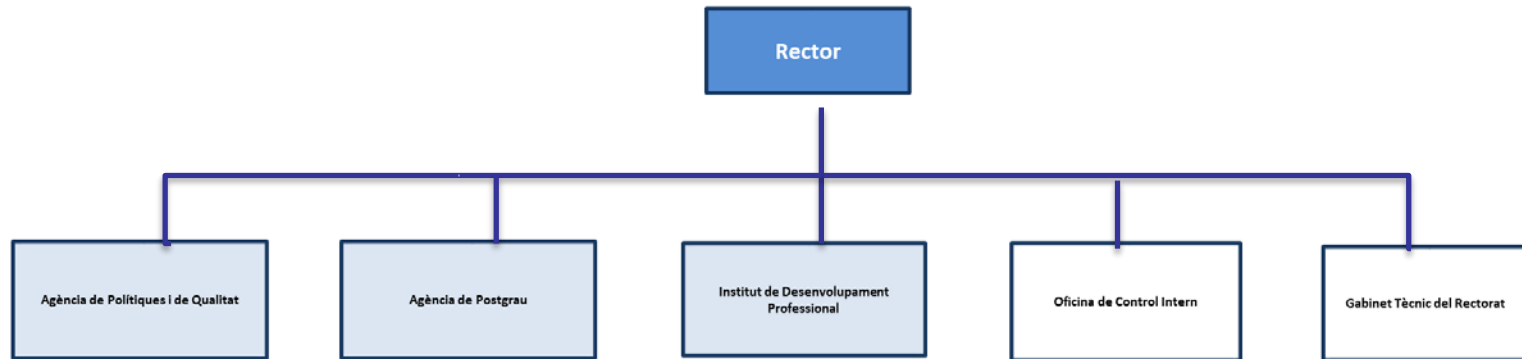 Rector
Agència de Polítiques i de Qualitat
Agència de Postgrau
Institut de Desenvolupament
Professional
Oficina de Control Intern
Gabinet Tècnic del Rectorat